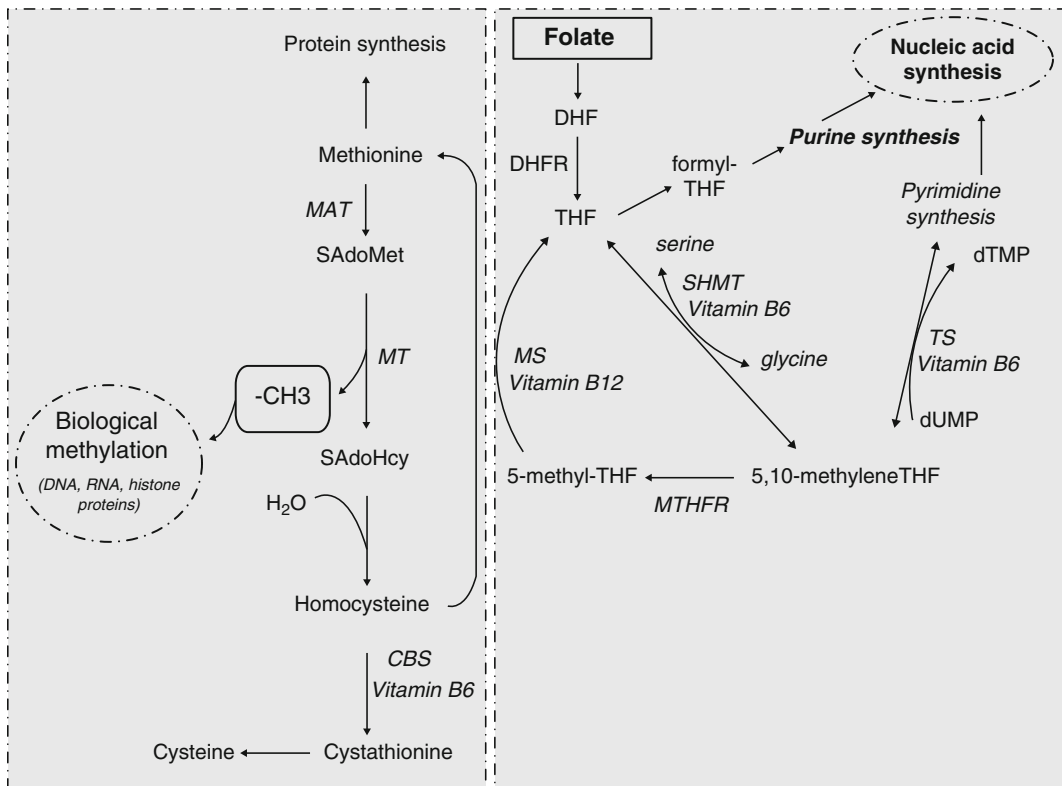 Protein synthesis
Methionine
MAT
SAdoMet
MT
-CH3
Biological
methylation
(DNA, RNA, histone
proteins)
SAdoHcy
H2O
Homocysteine
CBS
Vitamin B6
Cysteine
Cystathionine
Folate
DHF
DHFR
THF
formyl-
THF
Purine synthesis
Nucleic acid
synthesis
Pyrimidine
synthesis
serine
SHMT
Vitamin B6
glycine
dTMP
TS
Vitamin B6
dUMP
MS
Vitamin B12
5-methyl-THF
MTHFR
5,10-methyleneTHF